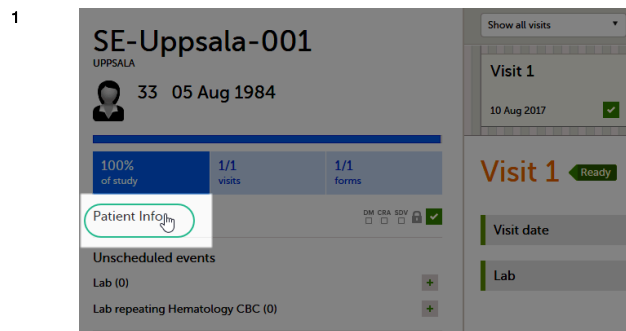 1
SE-Uppsala-001
UPPSALA
33 05 Aug 1984
100%
of study
1/1
visits
1/1
forms
Patient Info
DM CRA SDV
Unscheduled events
Lab (0)
+
Lab repeating Hematology CBC (0)
+
Show all visits
Visit 1
10 Aug 2017
Visit 1
Ready
Visit date
Lab